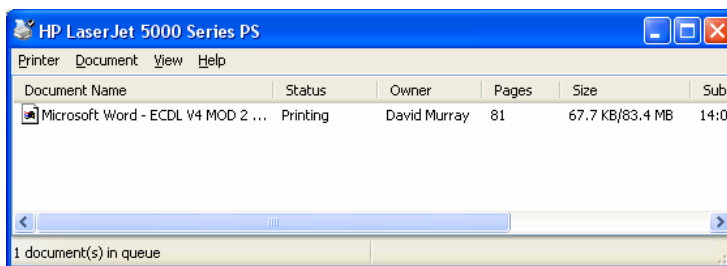 HP LaserJet 5000 Series PS
Printer Document View Help
Document Name Status Owner Pages Size Sub
Microsoft Word - ECDL V4 MOD 2 ... Printing David Murray 81 67.7 KB/83.4 MB 14:0
1 document(s) in queue